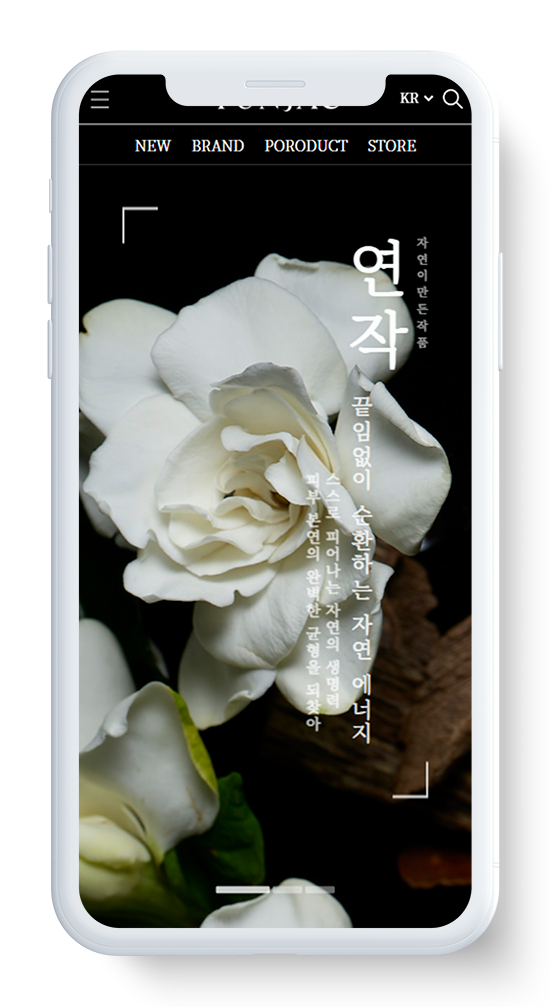 KR
NEW BRAND PORODUCT STORE
자연이만든작품
연작
끝임없이 순환하는 자연 에너지
스스로 피어나는 자연의 생명력
피부 본연의 완벽한 균형을 되찾아